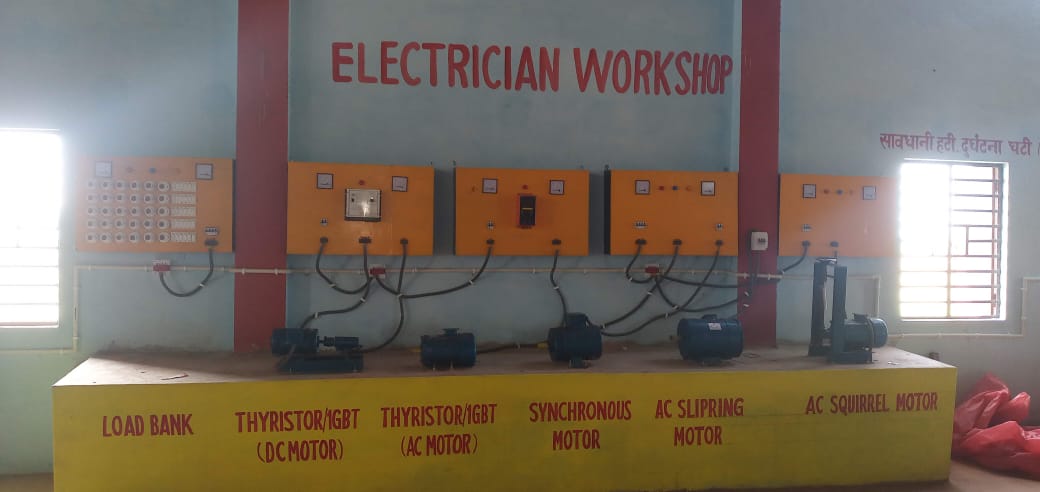 ELECTRICIAN WORKSHOP
सावधानी हटी दुर्घटना घटी
LOAD BANK
THYRISTOR/IGBT
(DC MOTOR)
THYRISTOR/IGBT
(AC MOTOR)
SYNCHRONOUS
MOTOR
AC SLIPRING
MOTOR
AC SQUIRREL MOTOR